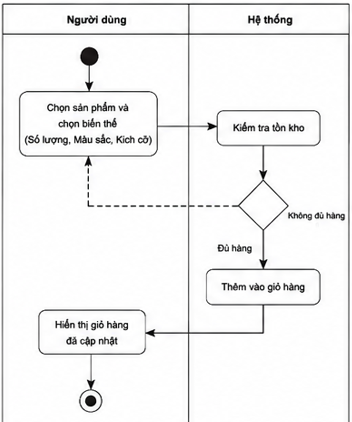 Người dùng
Hệ thống
Chọn sản phẩm và
chọn biến thể
(Số lượng, Màu sắc, Kích cỡ)
Kiểm tra tồn kho
Không đủ hàng
Đủ hàng
Thêm vào giỏ hàng
Hiển thị giỏ hàng
đã cập nhật